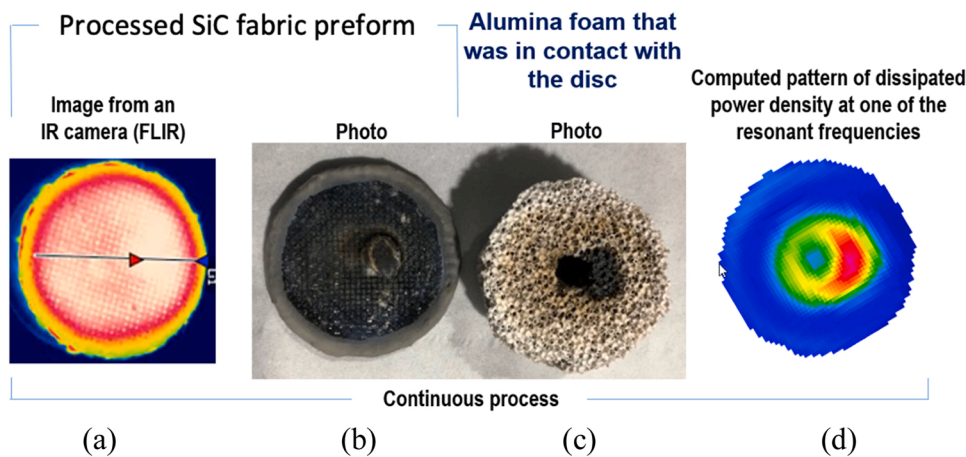 Processed SiC fabric preform
Alumina foam that
was in contact with
the disc
Image from an
IR camera (FLIR)
Photo
Photo
Computed pattern of dissipated
power density at one of the
resonant frequencies
Continuous process
(a)
(b)
(c)
(d)